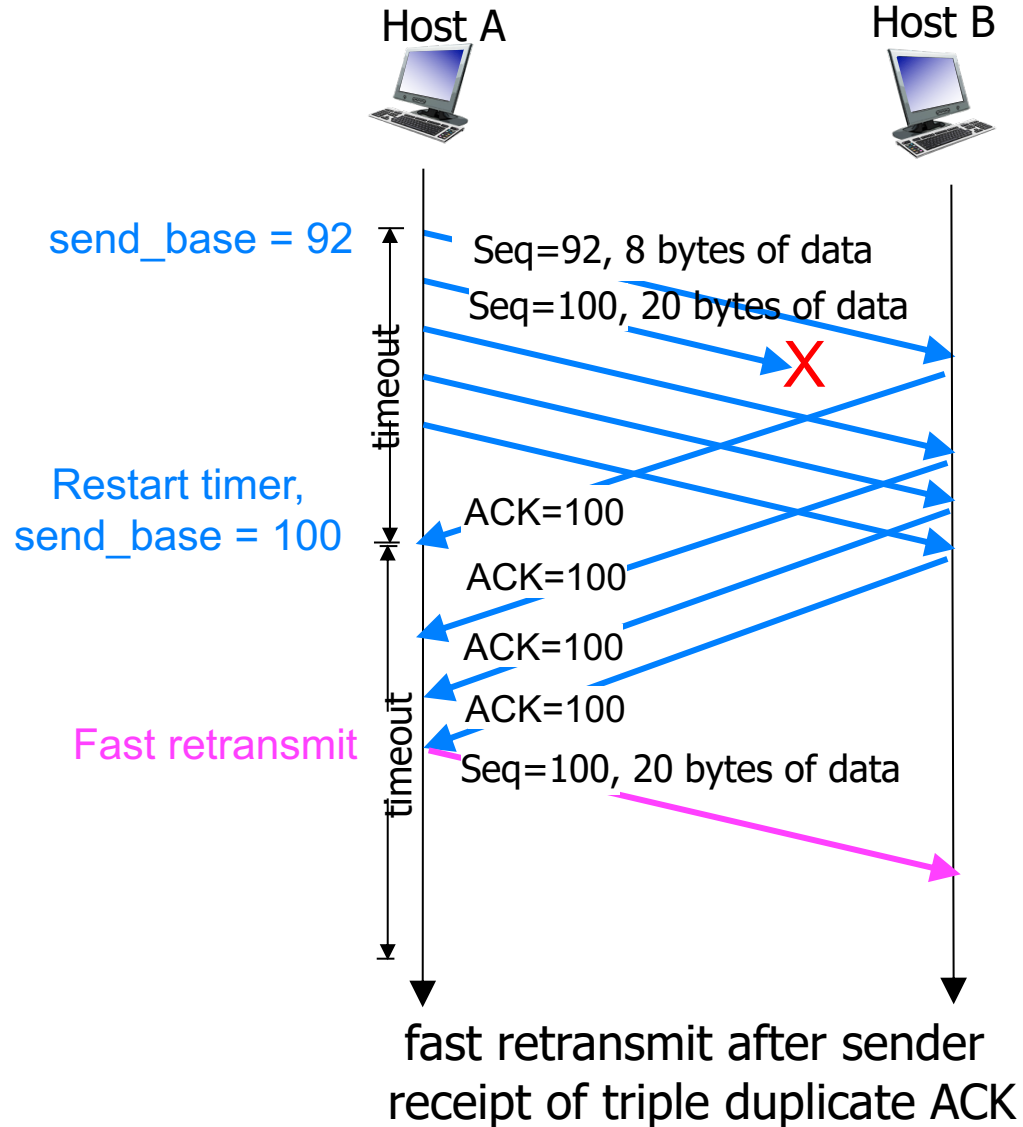 Host A
Host B
send_base = 92
Seq=92, 8 bytes of data
Seq=100, 20 bytes of data
X
timeout
Restart timer,
send_base = 100
ACK=100
ACK=100
ACK=100
ACK=100
timeout
Fast retransmit
Seq=100, 20 bytes of data
fast retransmit after sender
receipt of triple duplicate ACK